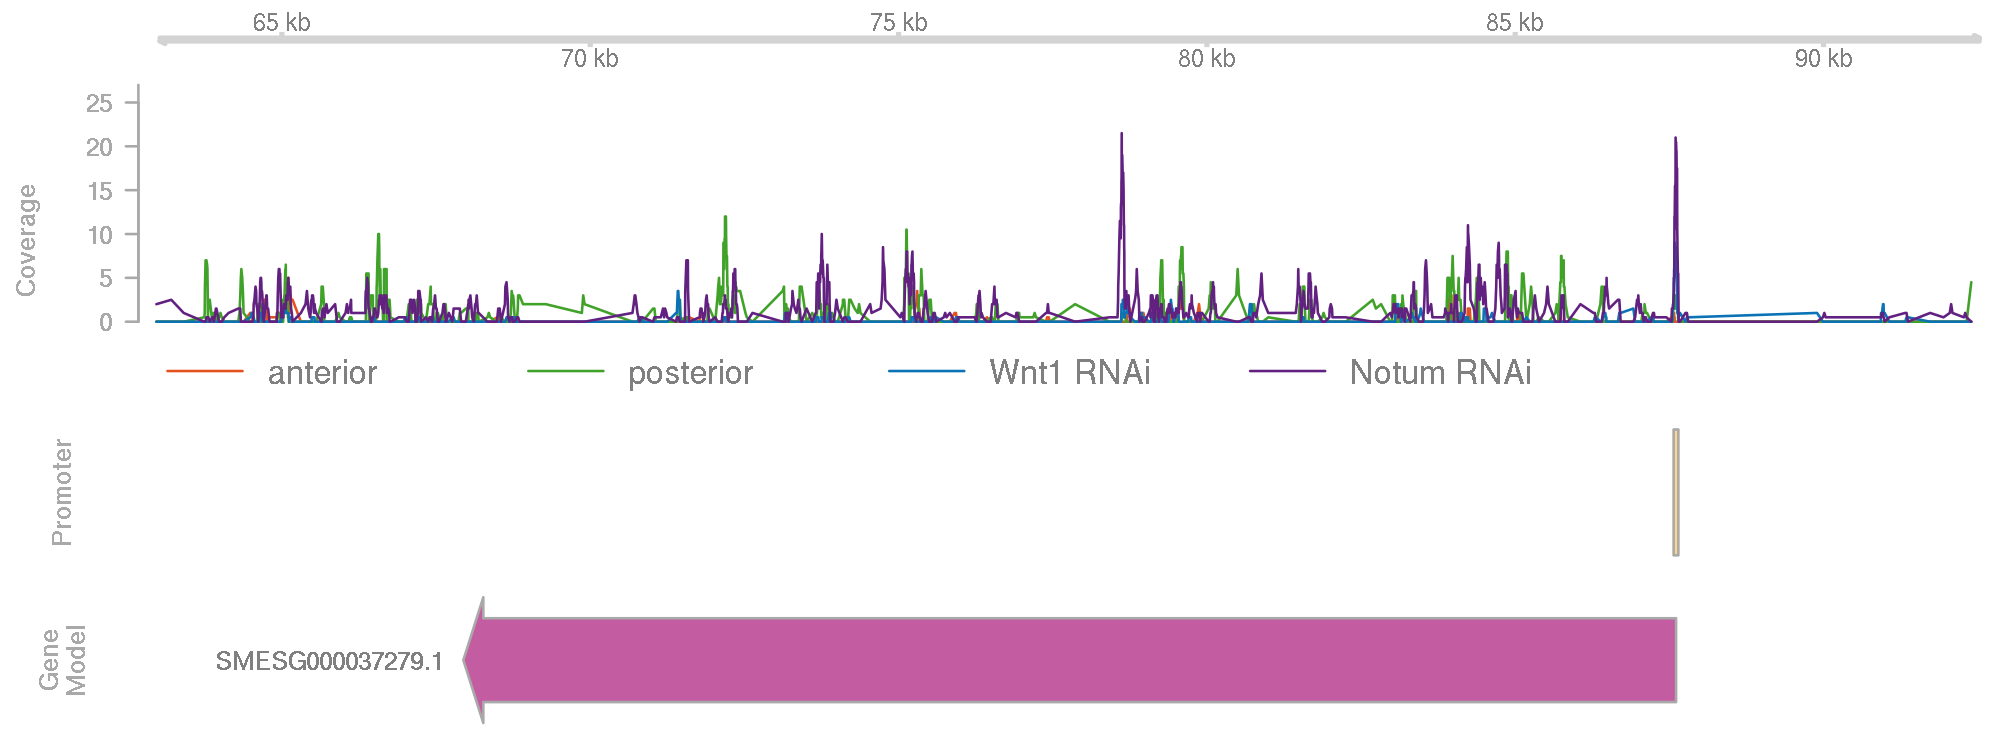 65 kb 75 kb 85 kb
70 kb 80 kb 90 kb
Coverage
25
20
15
10
5
0
anterior posterior Wnt1 RNAi Notum RNAi
Promoter
Gene
Model
SMESG000037279.1